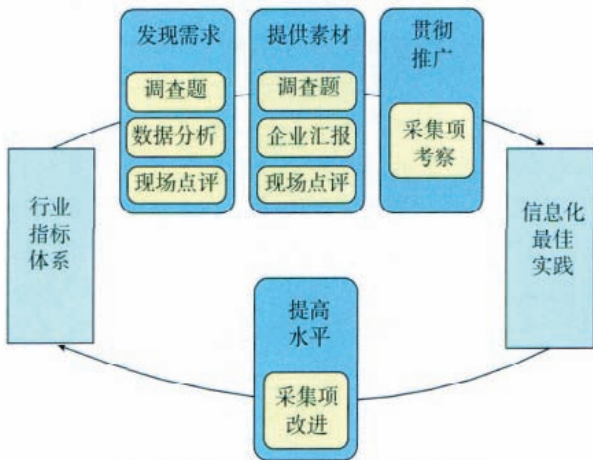 发现需求
调查题
数据分析
现场点评
提供素材
调查题
企业汇报
现场点评
贯彻
推广
采集项
考察
行业
指标
体系
信息化
最佳
实践
提高
水平
采集项
改进